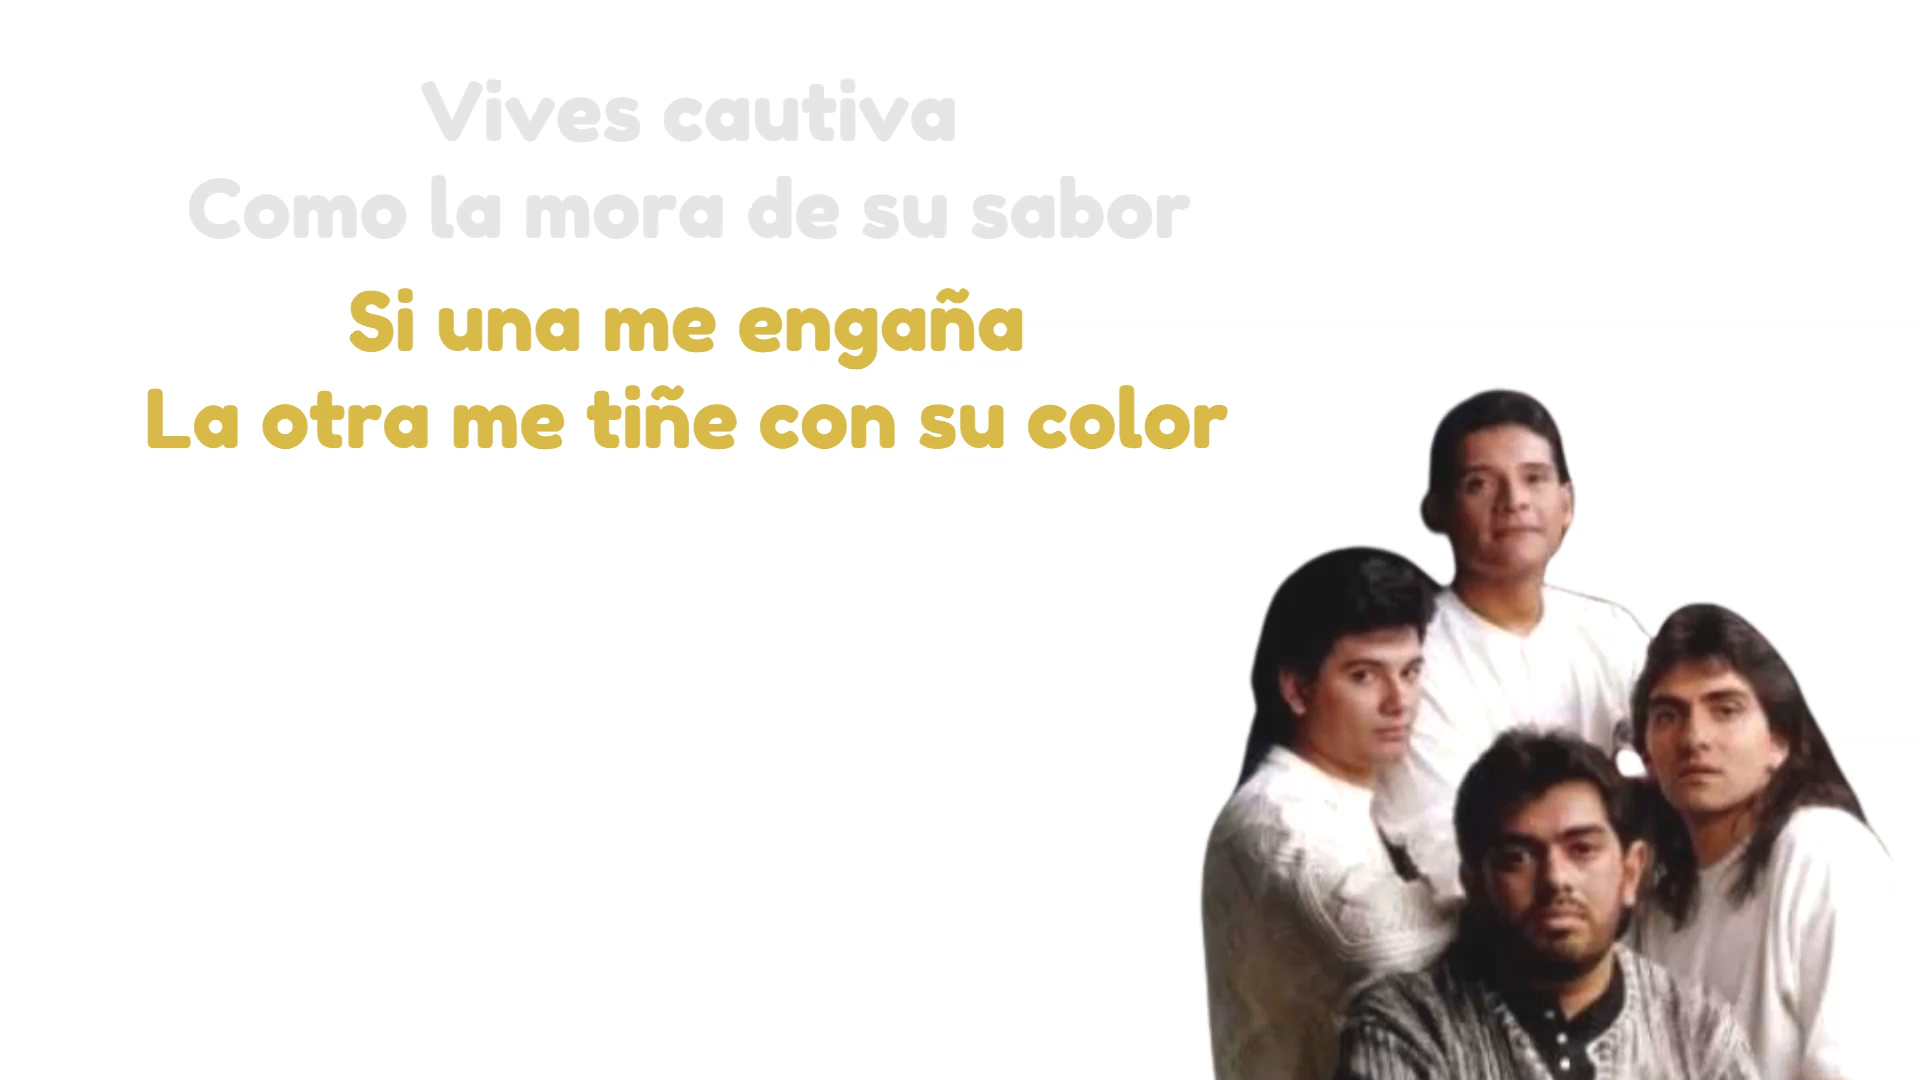 Vives cautiva
Como la mora de su sabor
Si una me engaña
La otra me tiñe con su color